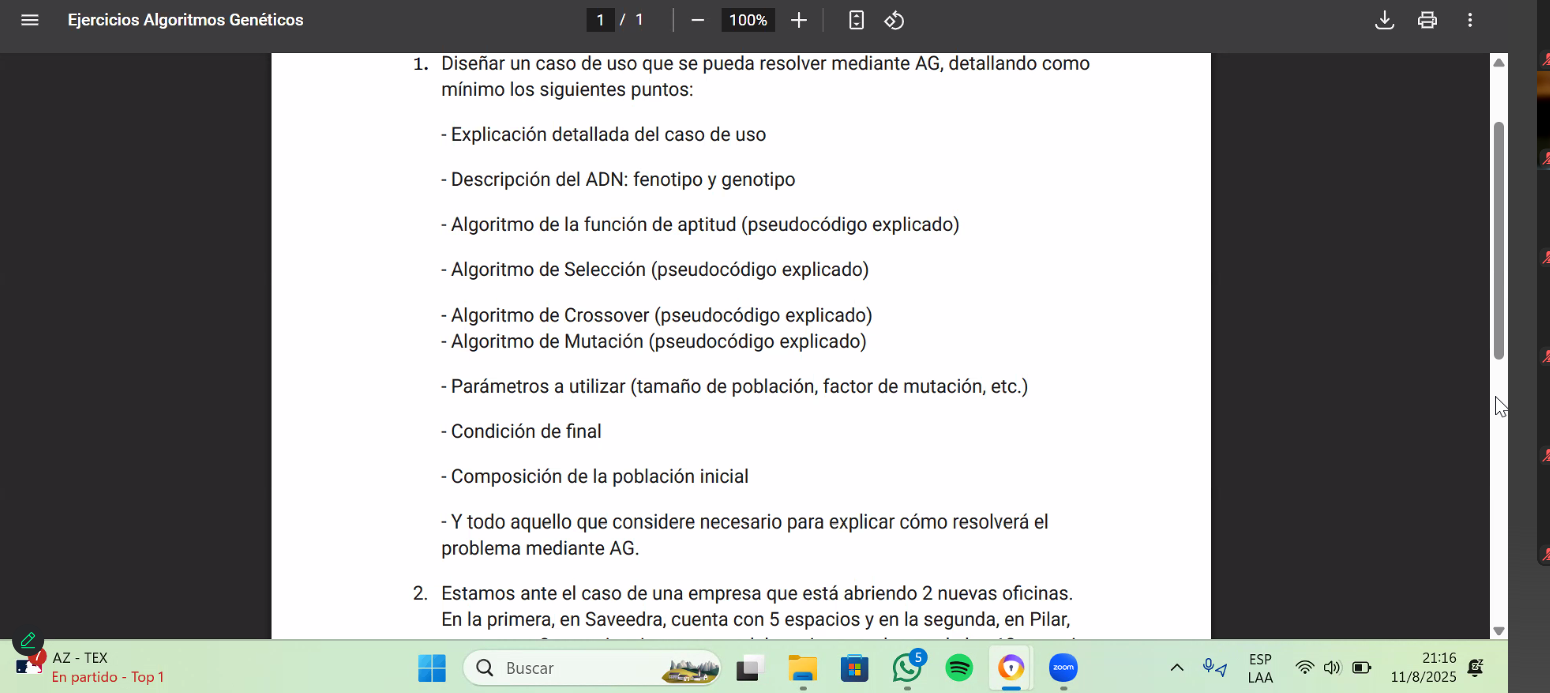 Ejercicios Algoritmos Genéticos
1 / 1
100%
1. Diseñar un caso de uso que se pueda resolver mediante AG, detallando como
mínimo los siguientes puntos:
- Explicación detallada del caso de uso
- Descripción del ADN: fenotipo y genotipo
- Algoritmo de la función de aptitud (pseudocódigo explicado)
- Algoritmo de Selección (pseudocódigo explicado)
- Algoritmo de Crossover (pseudocódigo explicado)
- Algoritmo de Mutación (pseudocódigo explicado)
- Parámetros a utilizar (tamaño de población, factor de mutación, etc.)
- Condición de final
- Composición de la población inicial
- Y todo aquello que considere necesario para explicar cómo resolverá el
problema mediante AG.
2. Estamos ante el caso de una empresa que está abriendo 2 nuevas oficinas.
En la primera, en Saveedra, cuenta con 5 espacios y en la segunda, en Pilar,
AZ - TEX
En partido - Top 1
Buscar
5
zoom
ESP
LAA
21:16
11/8/2025